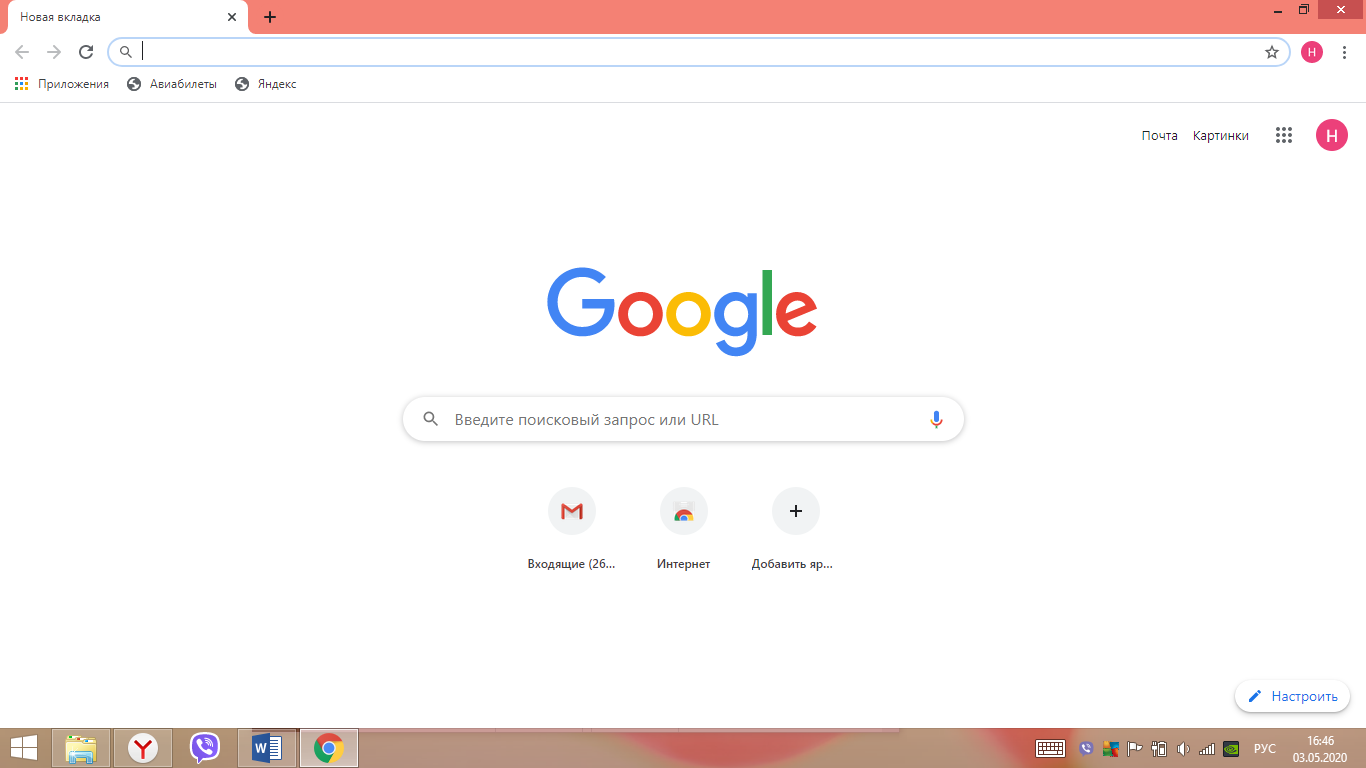 Новая вкладка
Приложения Авиабилеты Яндекс
H
Почта Картинки H
Google
Введите поисковый запрос или URL
Входящие (26... Интернет Добавить яр...
Настроить
РУС 16:46
03.05.2020